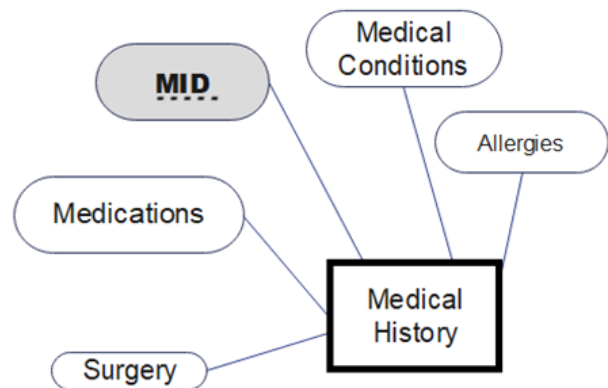 Medical
Conditions
MID
Allergies
Medications
Medical
History
Surgery